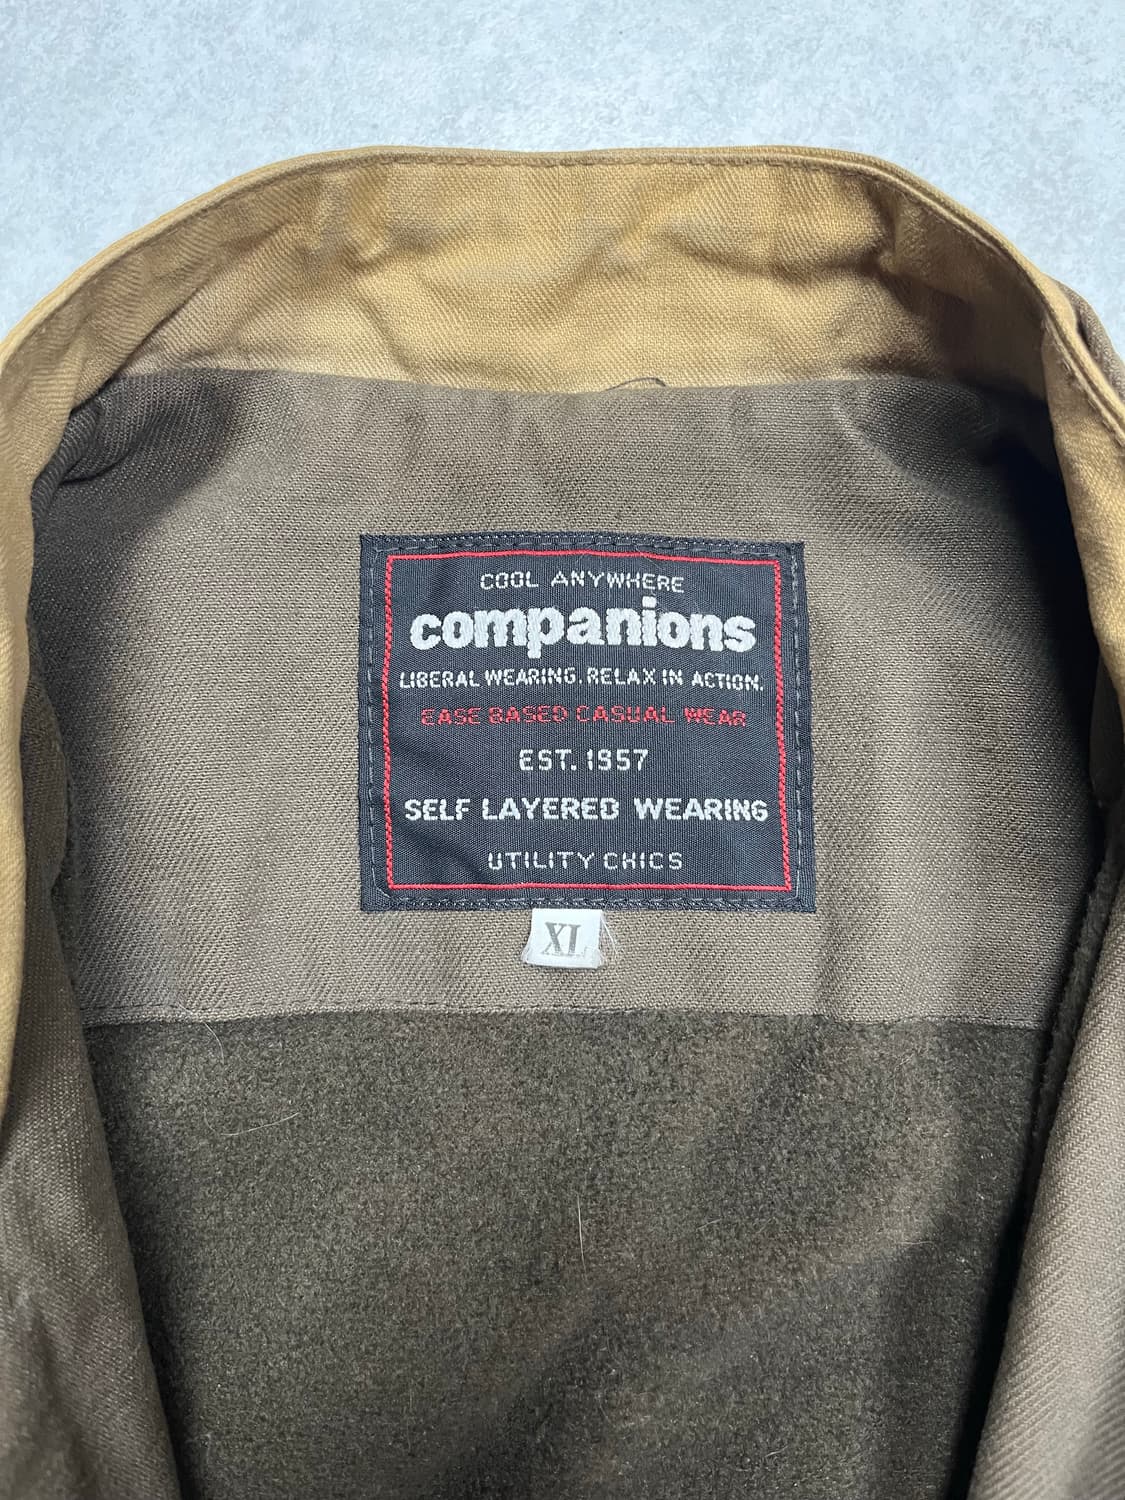 COOL ANYWHERE
companions
LIBERAL WEARING. RELAX IN ACTION.
EASE BASED CASUAL WEAR
EST. 1957
SELF LAYERED WEARING
UTILITY CHICS
XL